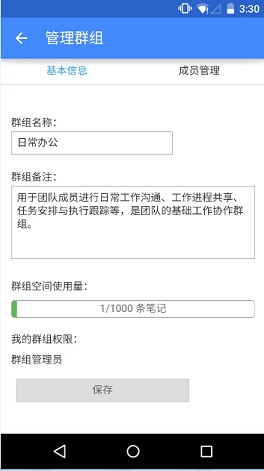 3:30
管理群组
基本信息 成员管理
群组名称：
日常办公
群组备注：
用于团队成员进行日常工作沟通、工作进程共享、
任务安排与执行跟踪等，是团队的基础工作协作群
组。
群组空间使用量：
1/1000 条笔记
我的群组权限：
群组管理员
保存